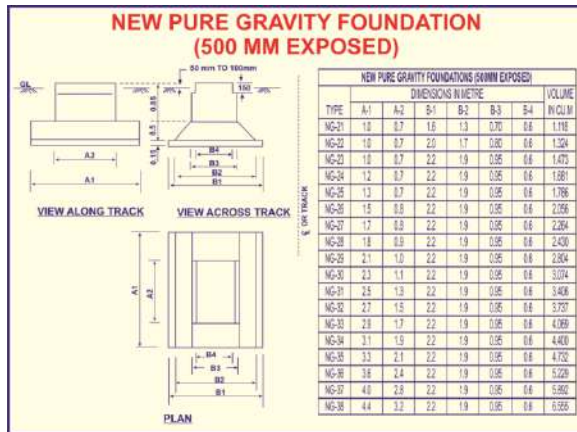 NEW PURE GRAVITY FOUNDATION
(500 MM EXPOSED)
50 mm TO 100mm
GL
150
0.85
0.5
0.15
A2
A1
B4
B3
B2
B1
VIEW ALONG TRACK
VIEW ACROSS TRACK
℄ OR TRACK
A1
A2
B4
B3
B2
B1
PLAN
NEW PURE GRAVITY FOUNDATIONS (500MM EXPOSED)
TYPE DIMENSIONS IN METRE VOLUME IN CU.M
A-1 A-2 B-1 B-2 B-3 B-4
NG-21 1.0 0.7 1.6 1.3 0.70 0.6 1.118
NG-22 1.0 0.7 2.0 1.7 0.80 0.6 1.324
NG-23 1.0 0.7 2.2 1.9 0.95 0.6 1.473
NG-24 1.2 0.7 2.2 1.9 0.95 0.6 1.681
NG-25 1.3 0.7 2.2 1.9 0.95 0.6 1.786
NG-26 1.5 0.8 2.2 1.9 0.95 0.6 2.056
NG-27 1.7 0.8 2.2 1.9 0.95 0.6 2.264
NG-28 1.8 0.9 2.2 1.9 0.95 0.6 2.430
NG-29 2.1 1.0 2.2 1.9 0.95 0.6 2.804
NG-30 2.3 1.1 2.2 1.9 0.95 0.6 3.074
NG-31 2.5 1.3 2.2 1.9 0.95 0.6 3.406
NG-32 2.7 1.5 2.2 1.9 0.95 0.6 3.737
NG-33 2.9 1.7 2.2 1.9 0.95 0.6 4.069
NG-34 3.1 1.9 2.2 1.9 0.95 0.6 4.400
NG-35 3.3 2.1 2.2 1.9 0.95 0.6 4.732
NG-36 3.6 2.4 2.2 1.9 0.95 0.6 5.229
NG-37 4.0 2.8 2.2 1.9 0.95 0.6 5.892
NG-38 4.4 3.2 2.2 1.9 0.95 0.6 6.555